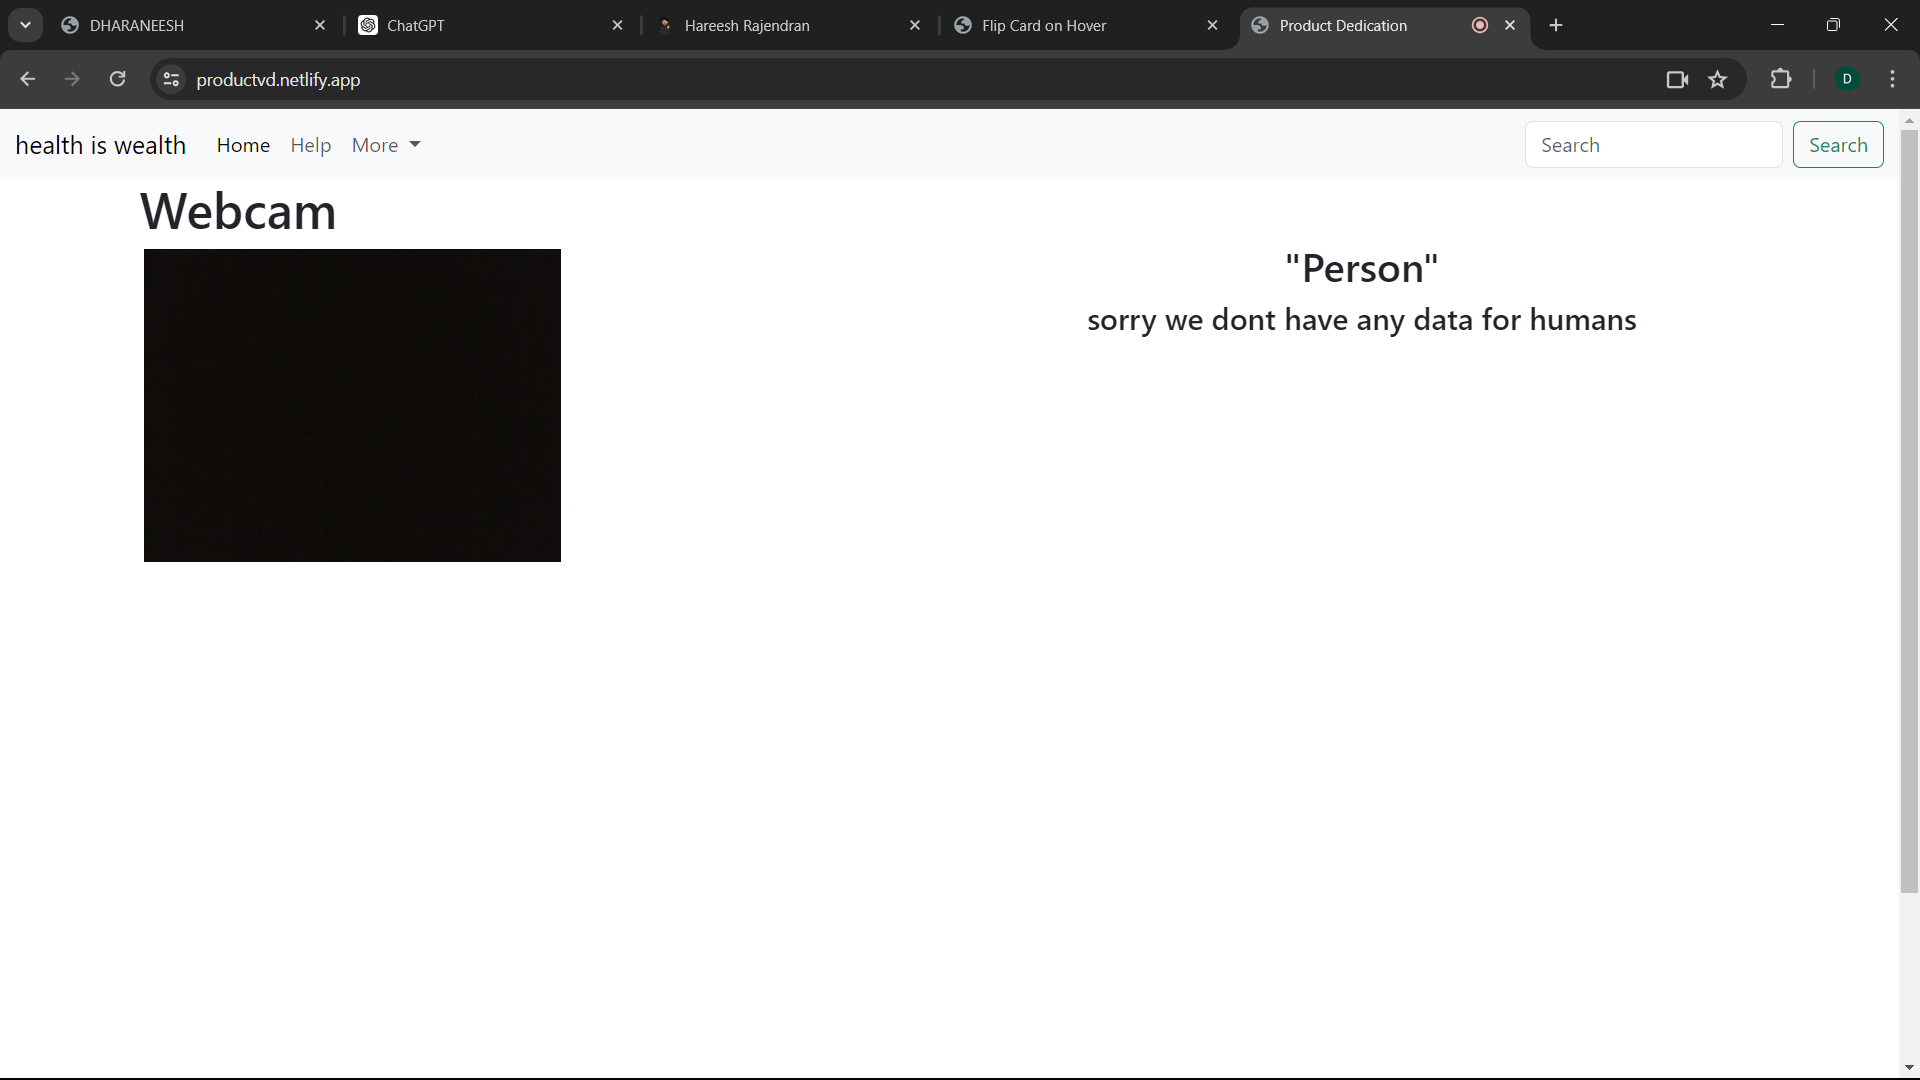 DHARANEESH
ChatGPT
Hareesh Rajendran
Flip Card on Hover
Product Dedication
productvd.netlify.app
D
health is wealth
Home
Help
More
Search
Search
Webcam
"Person"
sorry we dont have any data for humans